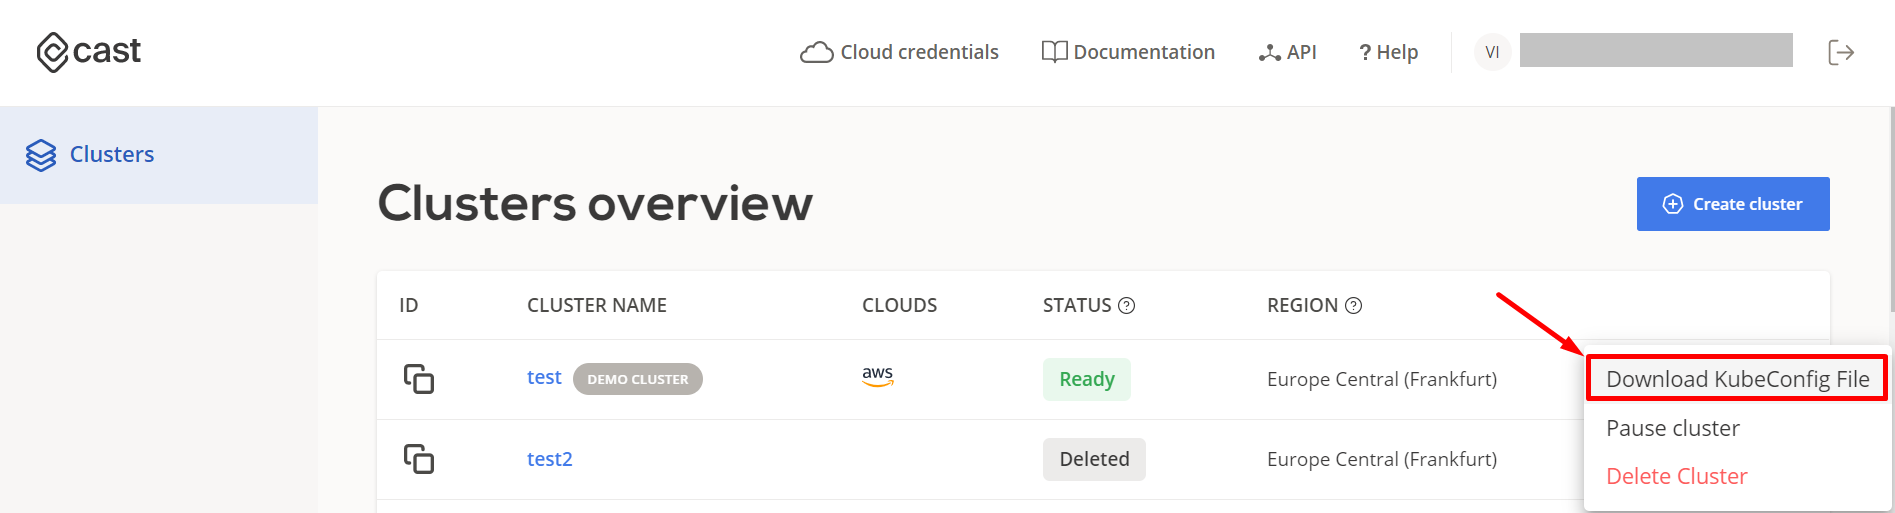 cast
Cloud credentials
Documentation
API
? Help
VI
Clusters
Clusters overview
Create cluster
ID CLUSTER NAME CLOUDS STATUS ? REGION ?
test DEMO CLUSTER aws Ready Europe Central (Frankfurt)
test2 Deleted Europe Central (Frankfurt)
Download KubeConfig File
Pause cluster
Delete Cluster